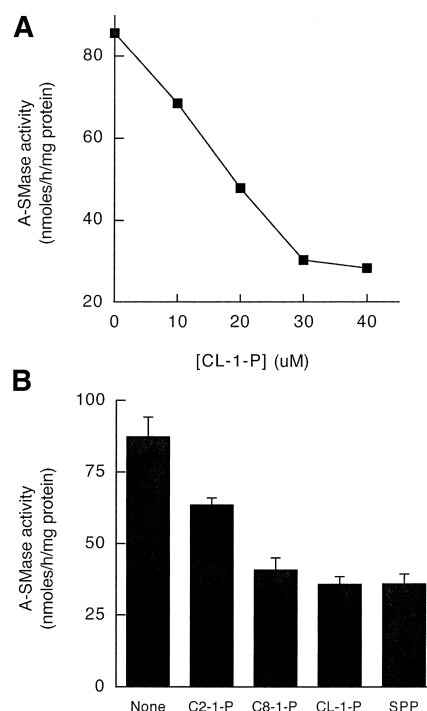 A
A-SMase activity
(nmoles/h/mg protein)
80
60
40
20
0 10 20 30 40
[CL-1-P] (uM)
B
A-SMase activity
(nmoles/h/mg protein)
100
75
50
25
0
None C2-1-P C8-1-P CL-1-P SPP